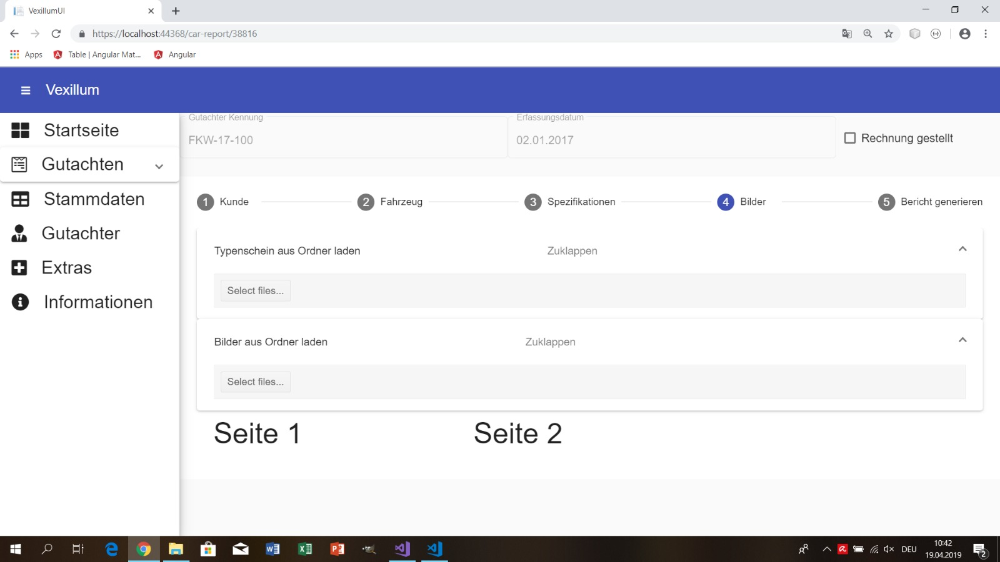 VexillumUI
https://localhost:44368/car-report/38816
Apps
Table | Angular Mat...
Angular
Vexillum
Startseite
Gutachten
Stammdaten
Gutachter
Extras
Informationen
Gutachter Kennung
FKW-17-100
Erfassungsdatum
02.01.2017
Rechnung gestellt
1 Kunde
2 Fahrzeug
3 Spezifikationen
4 Bilder
5 Bericht generieren
Typenschein aus Ordner laden
Zuklappen
Select files...
Bilder aus Ordner laden
Zuklappen
Select files...
Seite 1
Seite 2
DEU
10:42
19.04.2019
2